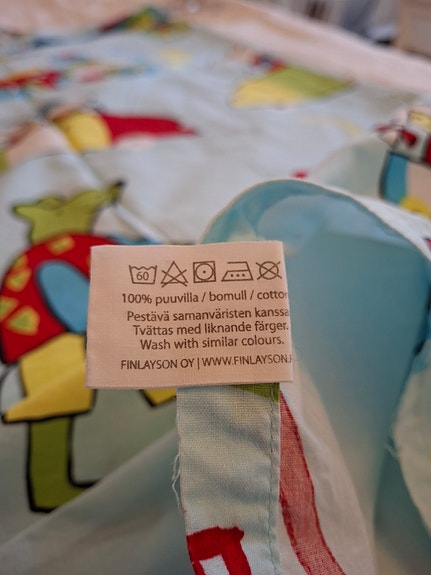 60
100% puuvilla / bomull / cotton
Pestävä samanväristen kanssa
Tvättas med liknande färger.
Wash with similar colours.
FINLAYSON OY | WWW.FINLAYSON.F